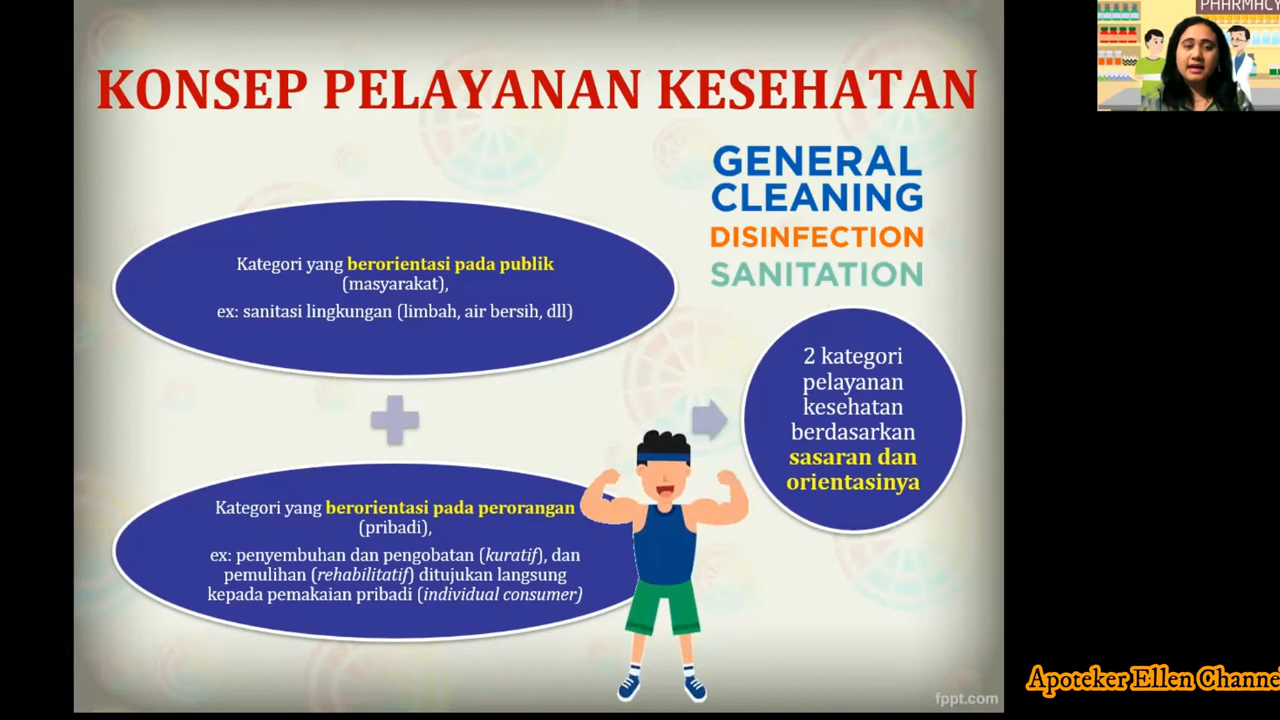 PHARMACY
KONSEP PELAYANAN KESEHATAN
GENERAL
CLEANING
DISINFECTION
SANITATION
Kategori yang berorientasi pada publik
(masyarakat),
ex: sanitasi lingkungan (limbah, air bersih, dll)
2 kategori
pelayanan
kesehatan
berdasarkan
sasaran dan
orientasinya
Kategori yang berorientasi pada perorangan
(pribadi),
ex: penyembuhan dan pengobatan (kuratif), dan
pemulihan (rehabilitatif) ditujukan langsung
kepada pemakaian pribadi (individual consumer)
fppt.com
Apoteker Ellen Channe